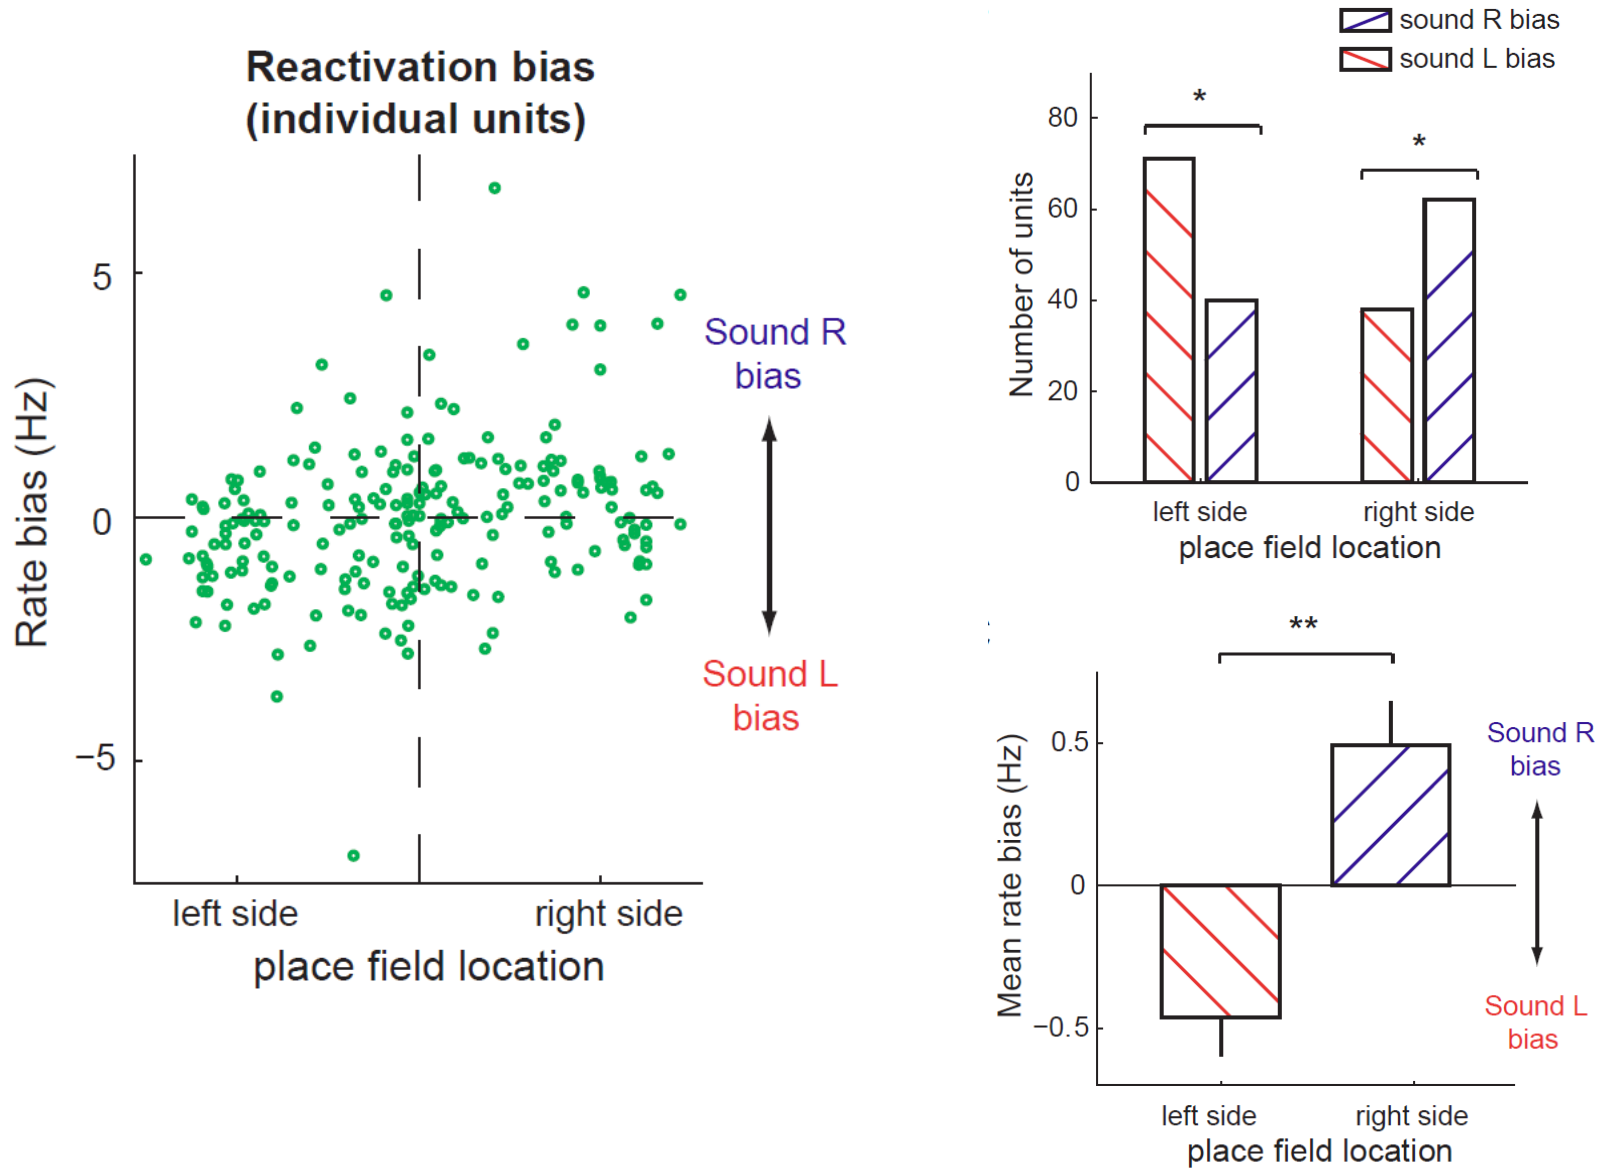 Reactivation bias
(individual units)
Rate bias (Hz)
5
0
−5
left side
right side
place field location
Sound R
bias
Sound L
bias
sound R bias
sound L bias
Number of units
80
60
40
20
0
*
*
left side
right side
place field location
**
Mean rate bias (Hz)
0.5
0
−0.5
Sound R
bias
Sound L
bias
left side
right side
place field location